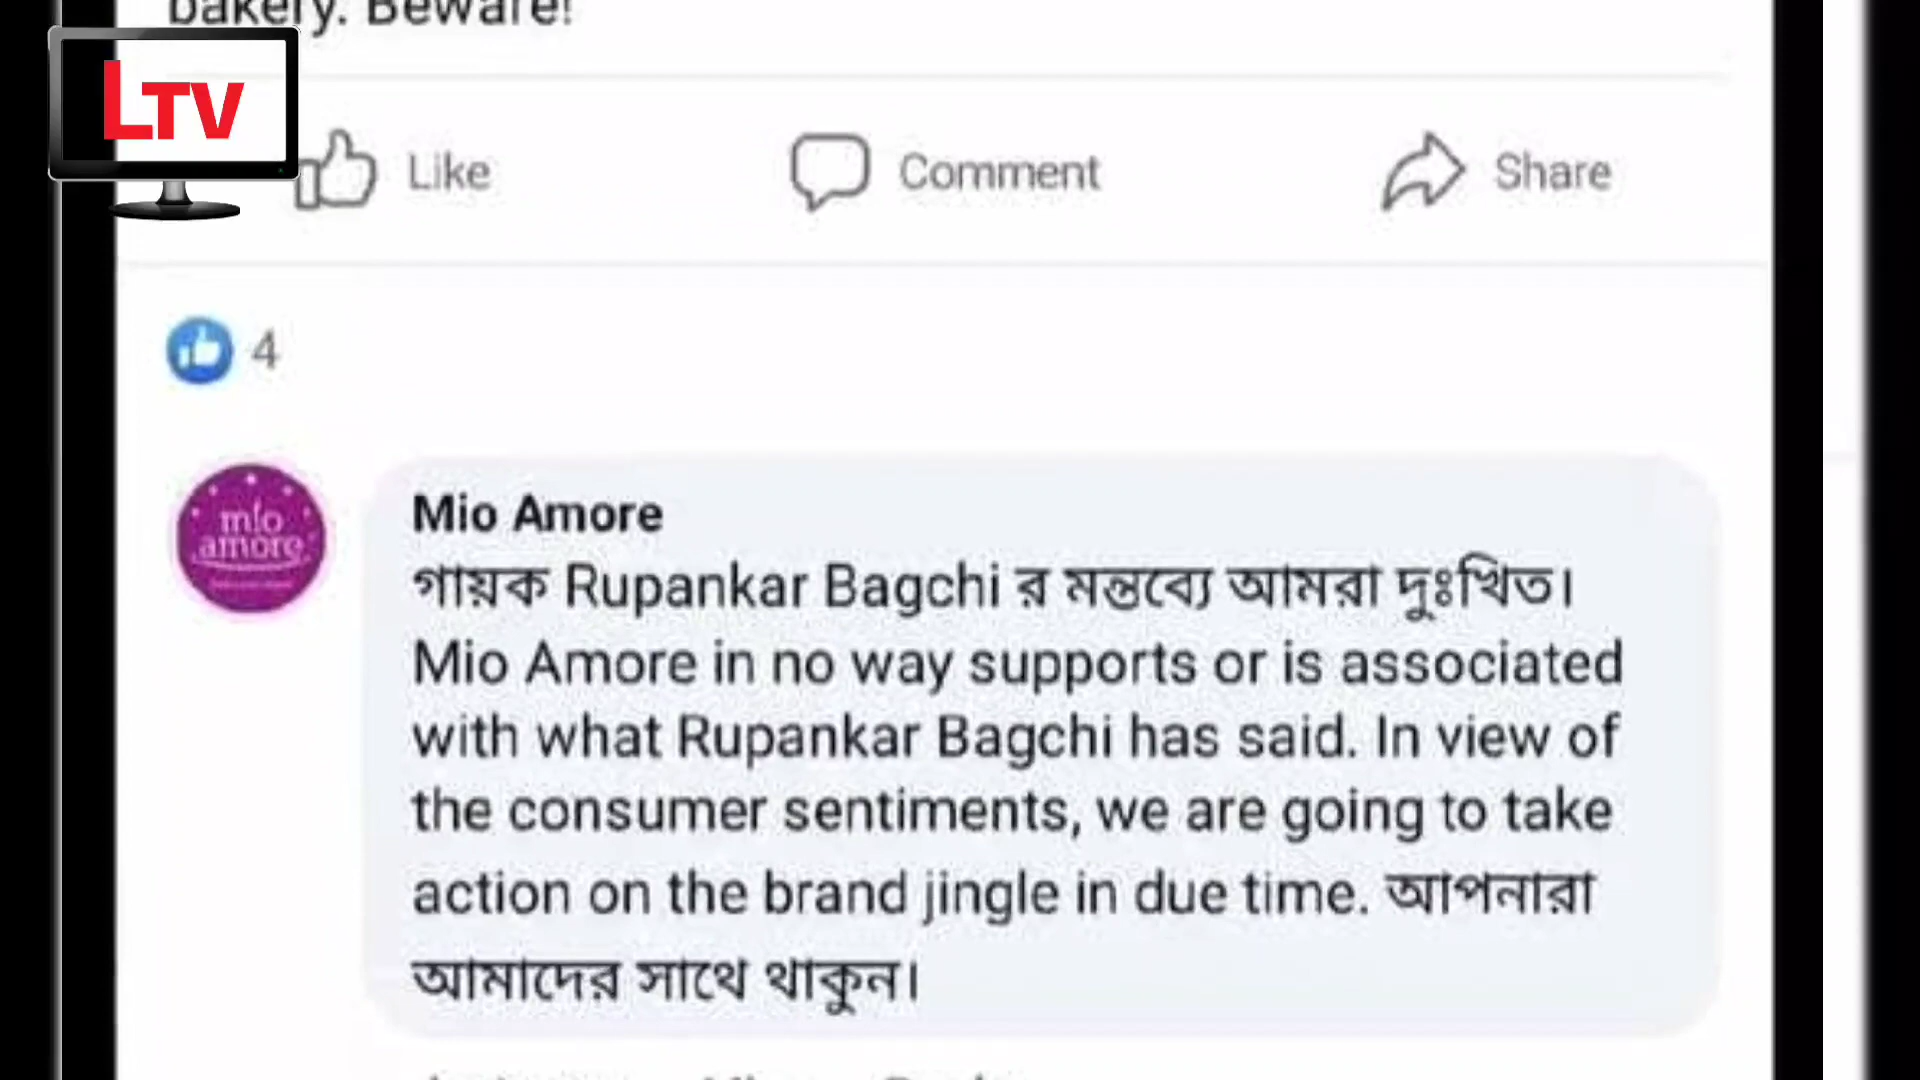 bakery. Beware!
LTV
Like
Comment
Share
4
mio
amore
Mio Amore
গায়ক Rupankar Bagchi র মন্তব্যে আমরা দুঃখিত।
Mio Amore in no way supports or is associated
with what Rupankar Bagchi has said. In view of
the consumer sentiments, we are going to take
action on the brand jingle in due time. আপনারা
আমাদের সাথে থাকুন।